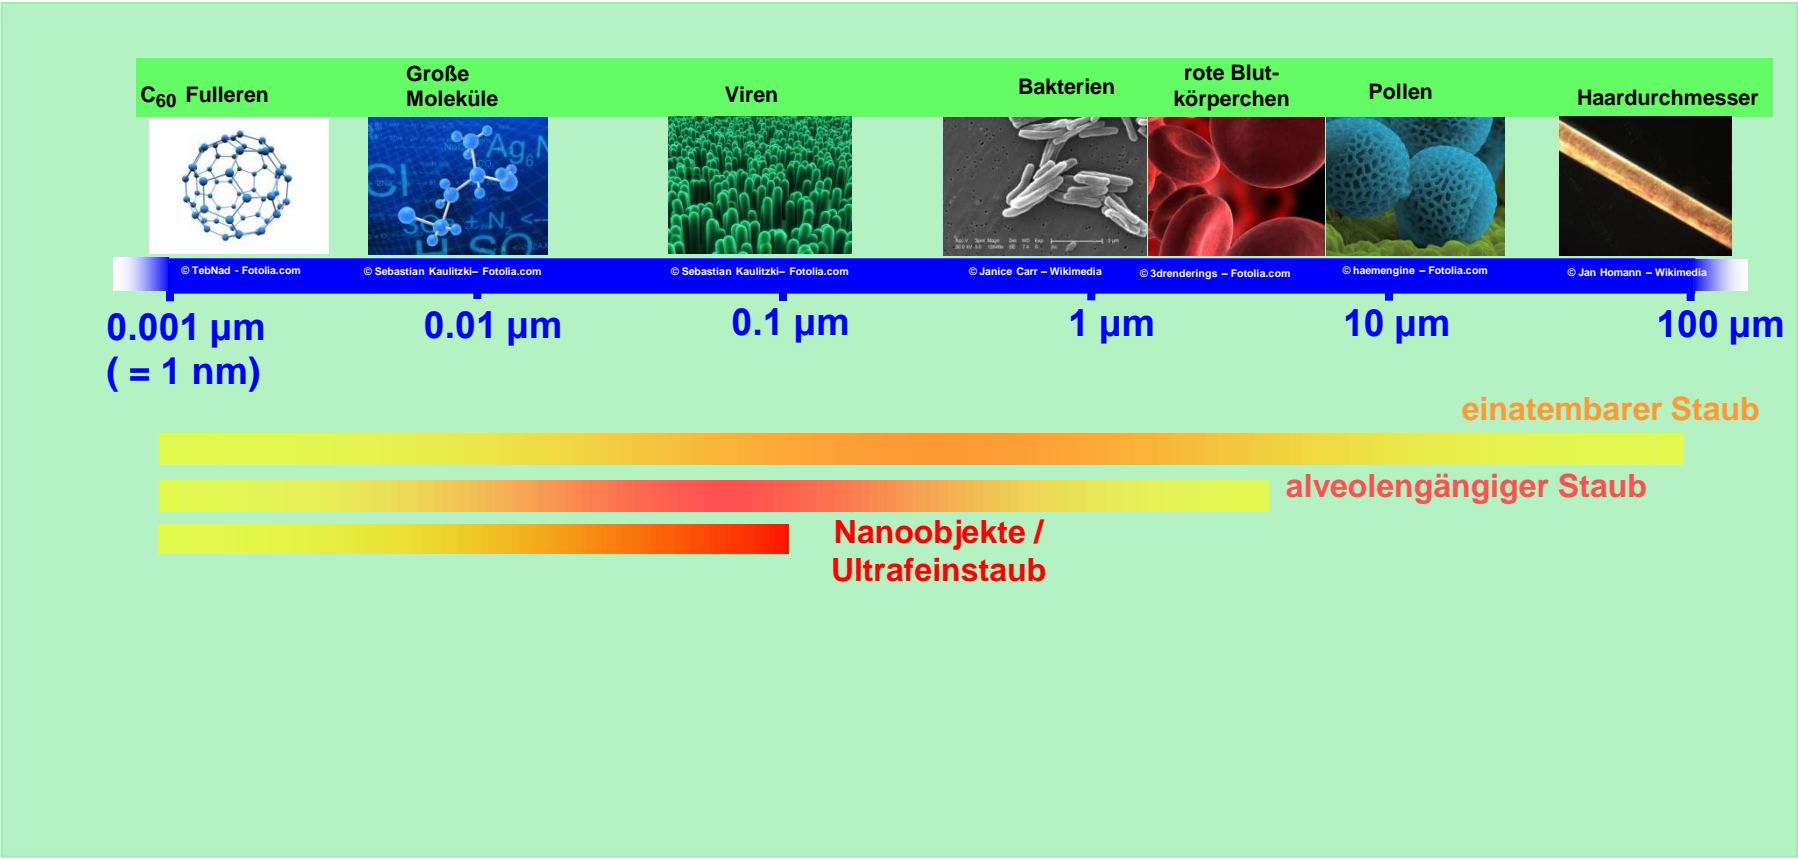 C60 Fulleren
Große
Moleküle
Viren
Bakterien
rote Blut-
körperchen
Pollen
Haardurchmesser
© TebNad - Fotolia.com
© Sebastian Kaulitzki– Fotolia.com
© Sebastian Kaulitzki– Fotolia.com
© Janice Carr – Wikimedia
© 3drenderings – Fotolia.com
© haemengine – Fotolia.com
© Jan Homann – Wikimedia
0.001 µm
( = 1 nm)
0.01 µm
0.1 µm
1 µm
10 µm
100 µm
einatembarer Staub
alveolengängiger Staub
Nanoobjekte /
Ultrafeinstaub